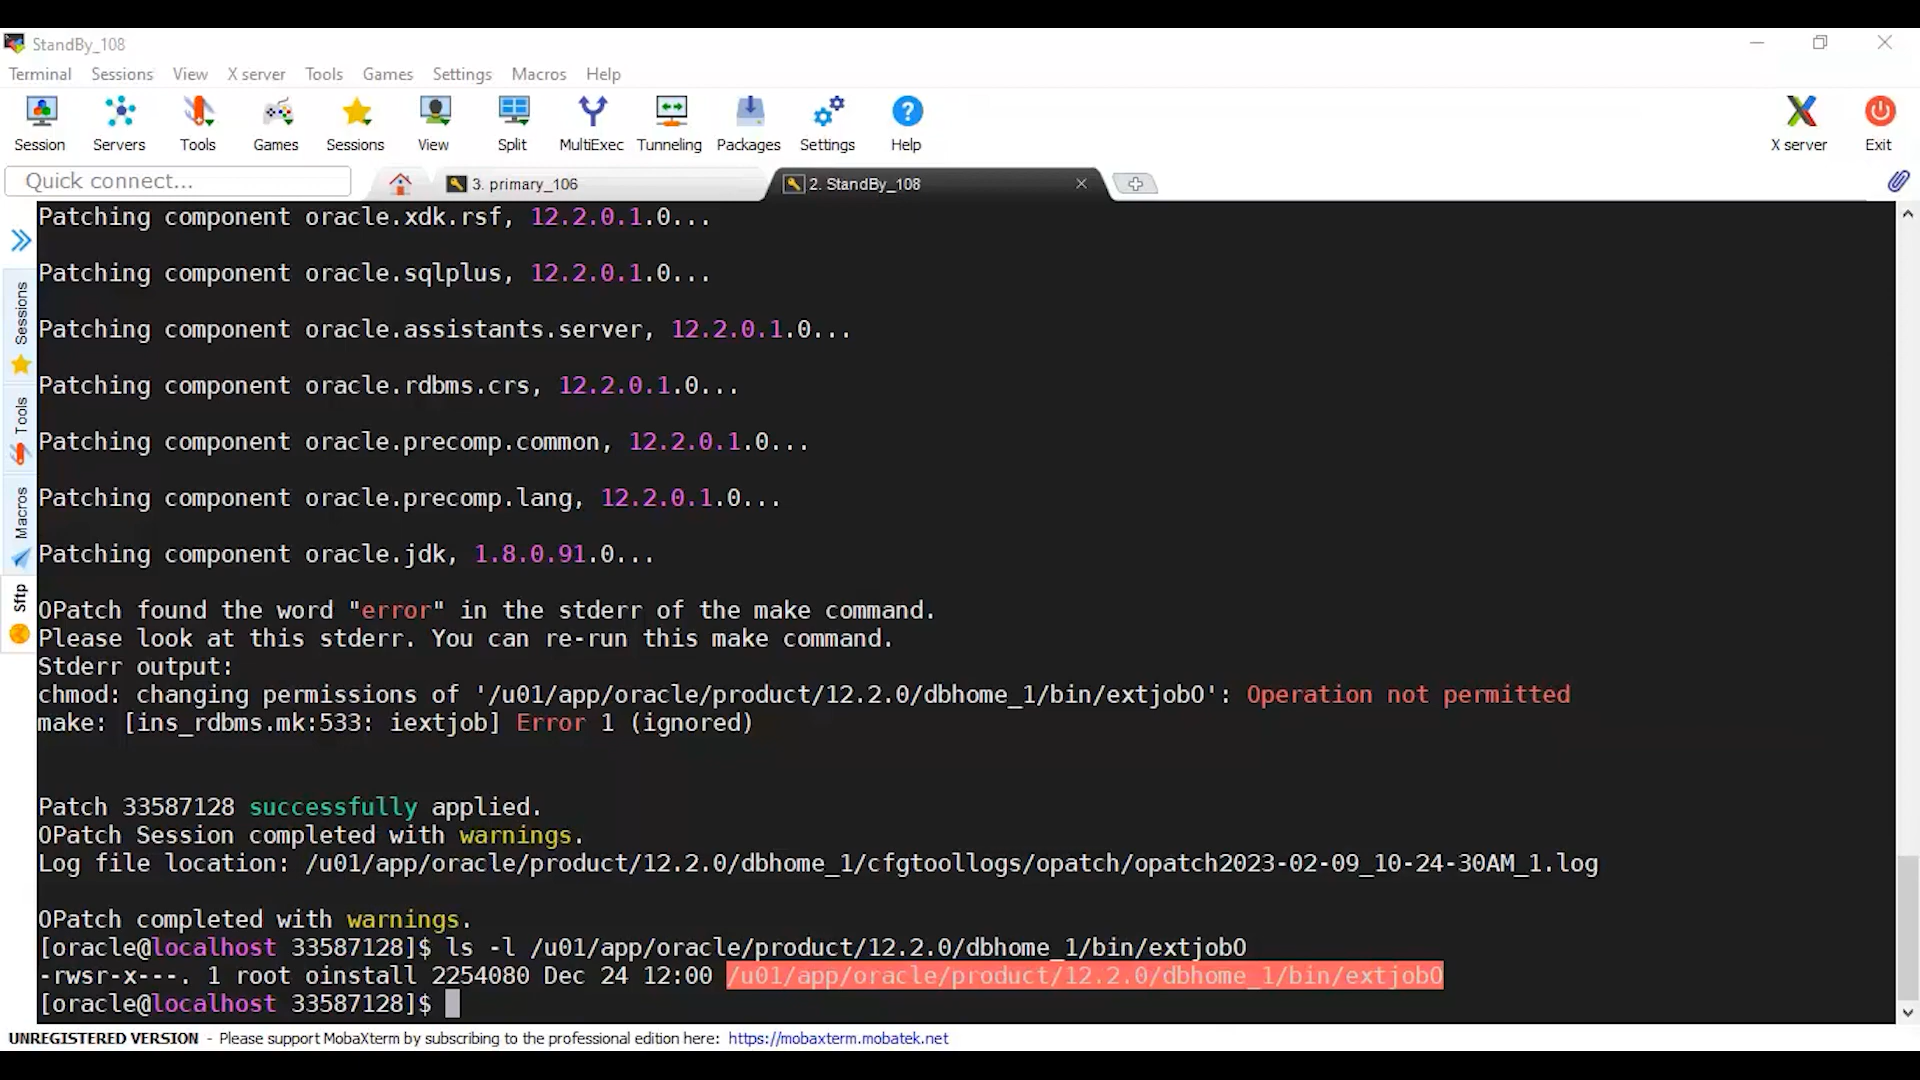 StandBy_108
Terminal Sessions View X server Tools Games Settings Macros Help
Session Servers Tools Games Sessions View Split MultiExec Tunneling Packages Settings Help X server Exit
Quick connect... 3. primary_106 2. StandBy_108
Sessions
Tools
Macros
Sftp
Patching component oracle.xdk.rsf, 12.2.0.1.0...
Patching component oracle.sqlplus, 12.2.0.1.0...
Patching component oracle.assistants.server, 12.2.0.1.0...
Patching component oracle.rdbms.crs, 12.2.0.1.0...
Patching component oracle.precomp.common, 12.2.0.1.0...
Patching component oracle.precomp.lang, 12.2.0.1.0...
Patching component oracle.jdk, 1.8.0.91.0...
OPatch found the word "error" in the stderr of the make command.
Please look at this stderr. You can re-run this make command.
Stderr output:
chmod: changing permissions of '/u01/app/oracle/product/12.2.0/dbhome_1/bin/extjobO': Operation not permitted
make: [ins_rdbms.mk:533: iextjob] Error 1 (ignored)
Patch 33587128 successfully applied.
OPatch Session completed with warnings.
Log file location: /u01/app/oracle/product/12.2.0/dbhome_1/cfgtoollogs/opatch/opatch2023-02-09_10-24-30AM_1.log
OPatch completed with warnings.
[oracle@localhost 33587128]$ ls -l /u01/app/oracle/product/12.2.0/dbhome_1/bin/extjobO
-rwsr-x---. 1 root oinstall 2254080 Dec 24 12:00 /u01/app/oracle/product/12.2.0/dbhome_1/bin/extjobO
[oracle@localhost 33587128]$
UNREGISTERED VERSION - Please support MobaXterm by subscribing to the professional edition here: https://mobaxterm.mobatek.net